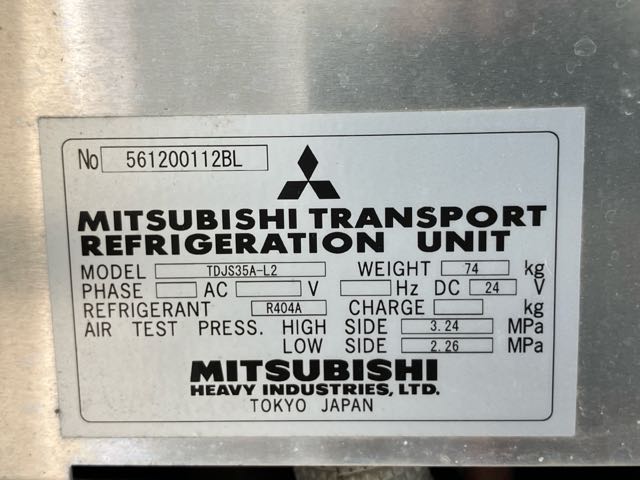 No 561200112BL
MITSUBISHI TRANSPORT
REFRIGERATION UNIT
MODEL TDJS35A-L2 WEIGHT 74 kg
PHASE AC V Hz DC 24 V
REFRIGERANT R404A CHARGE kg
AIR TEST PRESS. HIGH SIDE 3.24 MPa
LOW SIDE 2.26 MPa
MITSUBISHI
HEAVY INDUSTRIES, LTD.
TOKYO JAPAN